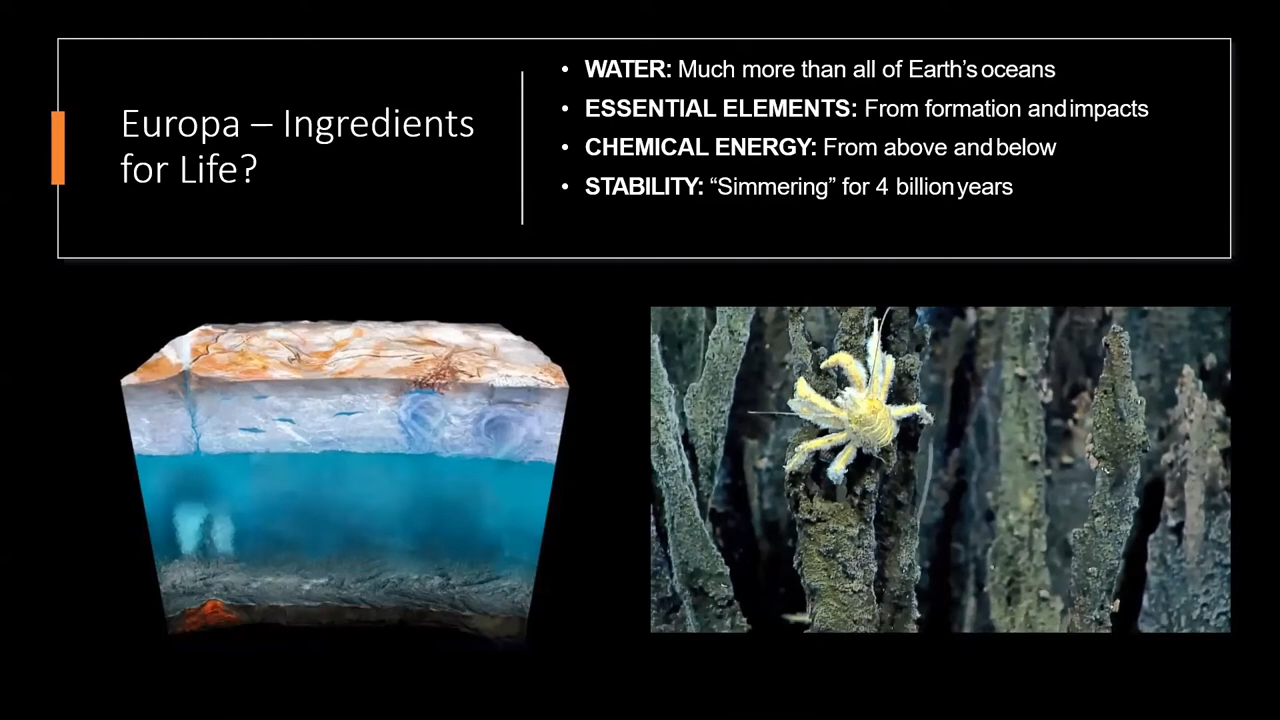 Europa – Ingredients
for Life?
• WATER: Much more than all of Earth's oceans
• ESSENTIAL ELEMENTS: From formation and impacts
• CHEMICAL ENERGY: From above and below
• STABILITY: “Simmering” for 4 billion years